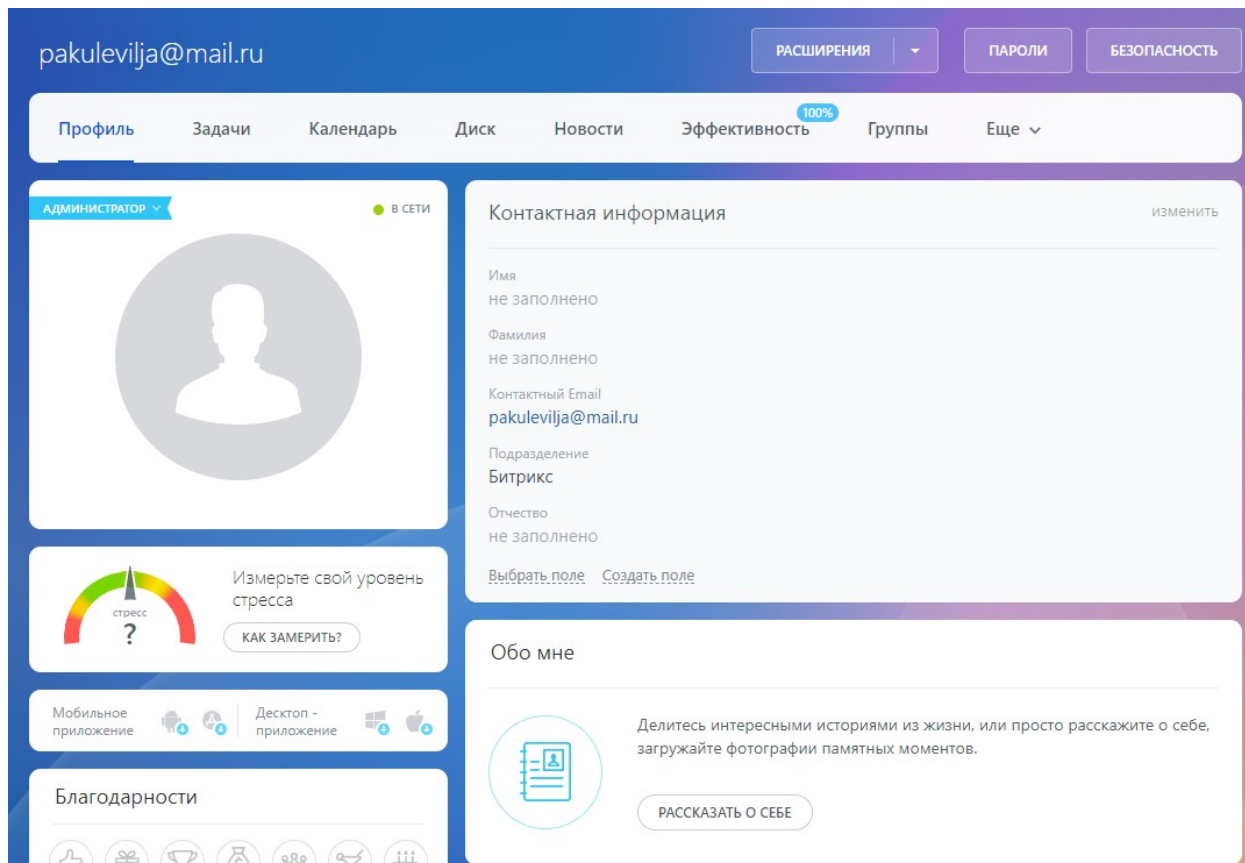 pakulevilja@mail.ru
РАСШИРЕНИЯ
ПАРОЛИ
БЕЗОПАСНОСТЬ
Профиль
Задачи
Календарь
Диск
Новости
Эффективность
100%
Группы
Еще
АДМИНИСТРАТОР
В СЕТИ
Измерьте свой уровень
стресса
стресс
?
КАК ЗАМЕРИТЬ?
Мобильное
приложение
Десктоп -
приложение
Благодарности
Контактная информация
изменить
Имя
не заполнено
Фамилия
не заполнено
Контактный Email
pakulevilja@mail.ru
Подразделение
Битрикс
Отчество
не заполнено
Выбрать поле Создать поле
Обо мне
Делитесь интересными историями из жизни, или просто расскажите о себе,
загружайте фотографии памятных моментов.
РАССКАЗАТЬ О СЕБЕ